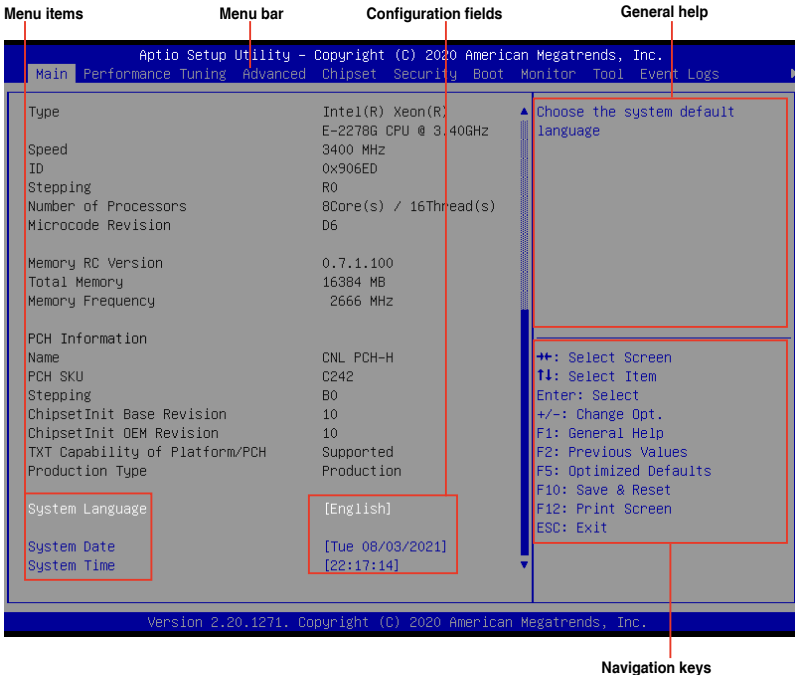 Menu items Menu bar Configuration fields General help
Aptio Setup Utility – Copyright (C) 2020 American Megatrends, Inc.
Main Performance Tuning Advanced Chipset Security Boot Monitor Tool Event Logs
Type Intel(R) Xeon(R)
E-2278G CPU @ 3.40GHz
Speed 3400 MHz
ID 0x906ED
Stepping R0
Number of Processors 8Core(s) / 16Thread(s)
Microcode Revision D6
Memory RC Version 0.7.1.100
Total Memory 16384 MB
Memory Frequency 2666 MHz
PCH Information
Name CNL PCH-H
PCH SKU C242
Stepping B0
ChipsetInit Base Revision 10
ChipsetInit OEM Revision 10
TXT Capability of Platform/PCH Supported
Production Type Production
System Language [English]
System Date [Tue 08/03/2021]
System Time [22:17:14]
Choose the system default
language
→←: Select Screen
↑↓: Select Item
Enter: Select
+/-: Change Opt.
F1: General Help
F2: Previous Values
F5: Optimized Defaults
F10: Save & Reset
F12: Print Screen
ESC: Exit
Version 2.20.1271. Copyright (C) 2020 American Megatrends, Inc.
Navigation keys